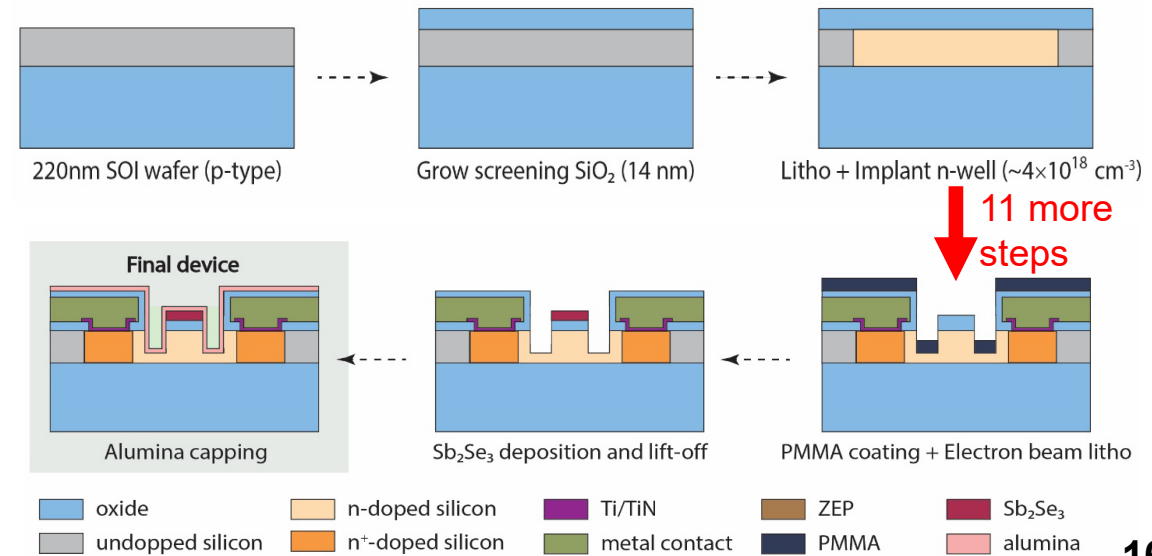 220nm SOI wafer (p-type)
Grow screening SiO₂ (14 nm)
Litho + Implant n-well (~4×10¹⁸ cm⁻³)
11 more
steps
Final device
Alumina capping
Sb₂Se₃ deposition and lift-off
PMMA coating + Electron beam litho
oxide
n-doped silicon
Ti/TiN
ZEP
Sb₂Se₃
undopped silicon
n⁺-doped silicon
metal contact
PMMA
alumina